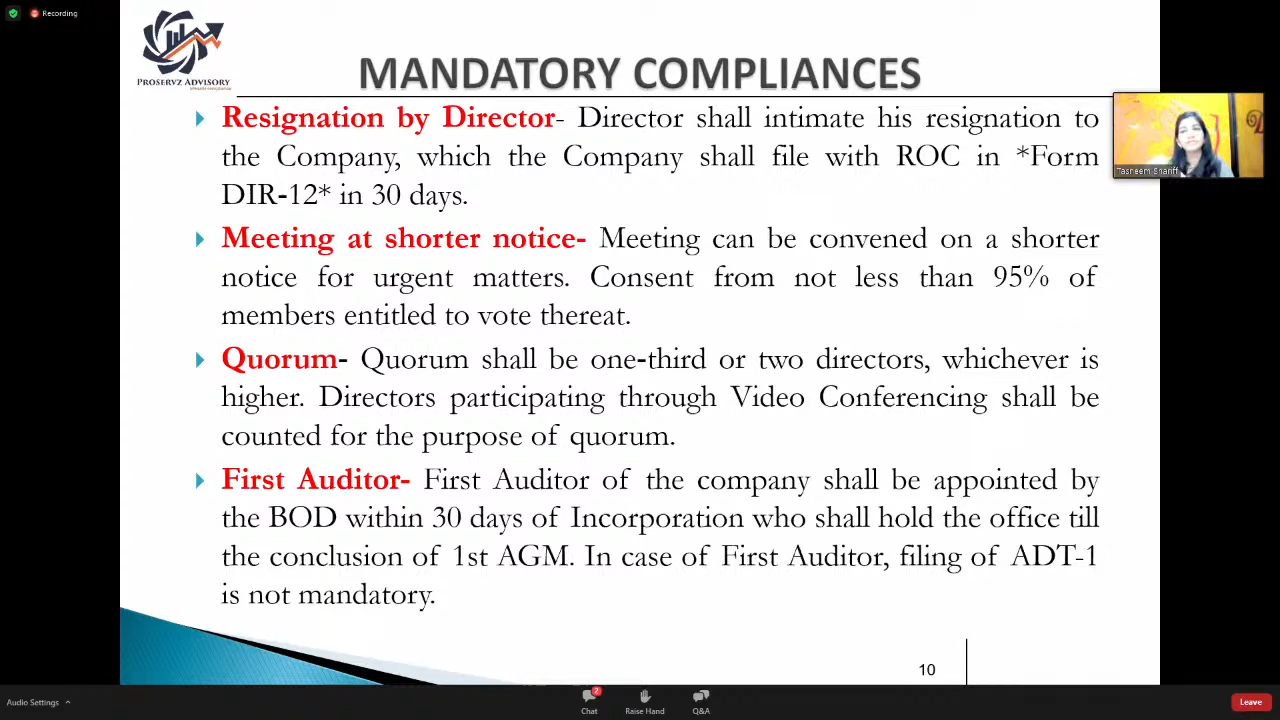 Recording
PROSERVZ ADVISORY
MANDATORY COMPLIANCES
Resignation by Director- Director shall intimate his resignation to
the Company, which the Company shall file with ROC in *Form
DIR-12* in 30 days.
Tasneem Shariff
Meeting at shorter notice- Meeting can be convened on a shorter
notice for urgent matters. Consent from not less than 95% of
members entitled to vote thereat.
Quorum- Quorum shall be one-third or two directors, whichever is
higher. Directors participating through Video Conferencing shall be
counted for the purpose of quorum.
First Auditor- First Auditor of the company shall be appointed by
the BOD within 30 days of Incorporation who shall hold the office till
the conclusion of 1st AGM. In case of First Auditor, filing of ADT-1
is not mandatory.
10
Audio Settings
2
Chat
Raise Hand
Q&A
Leave